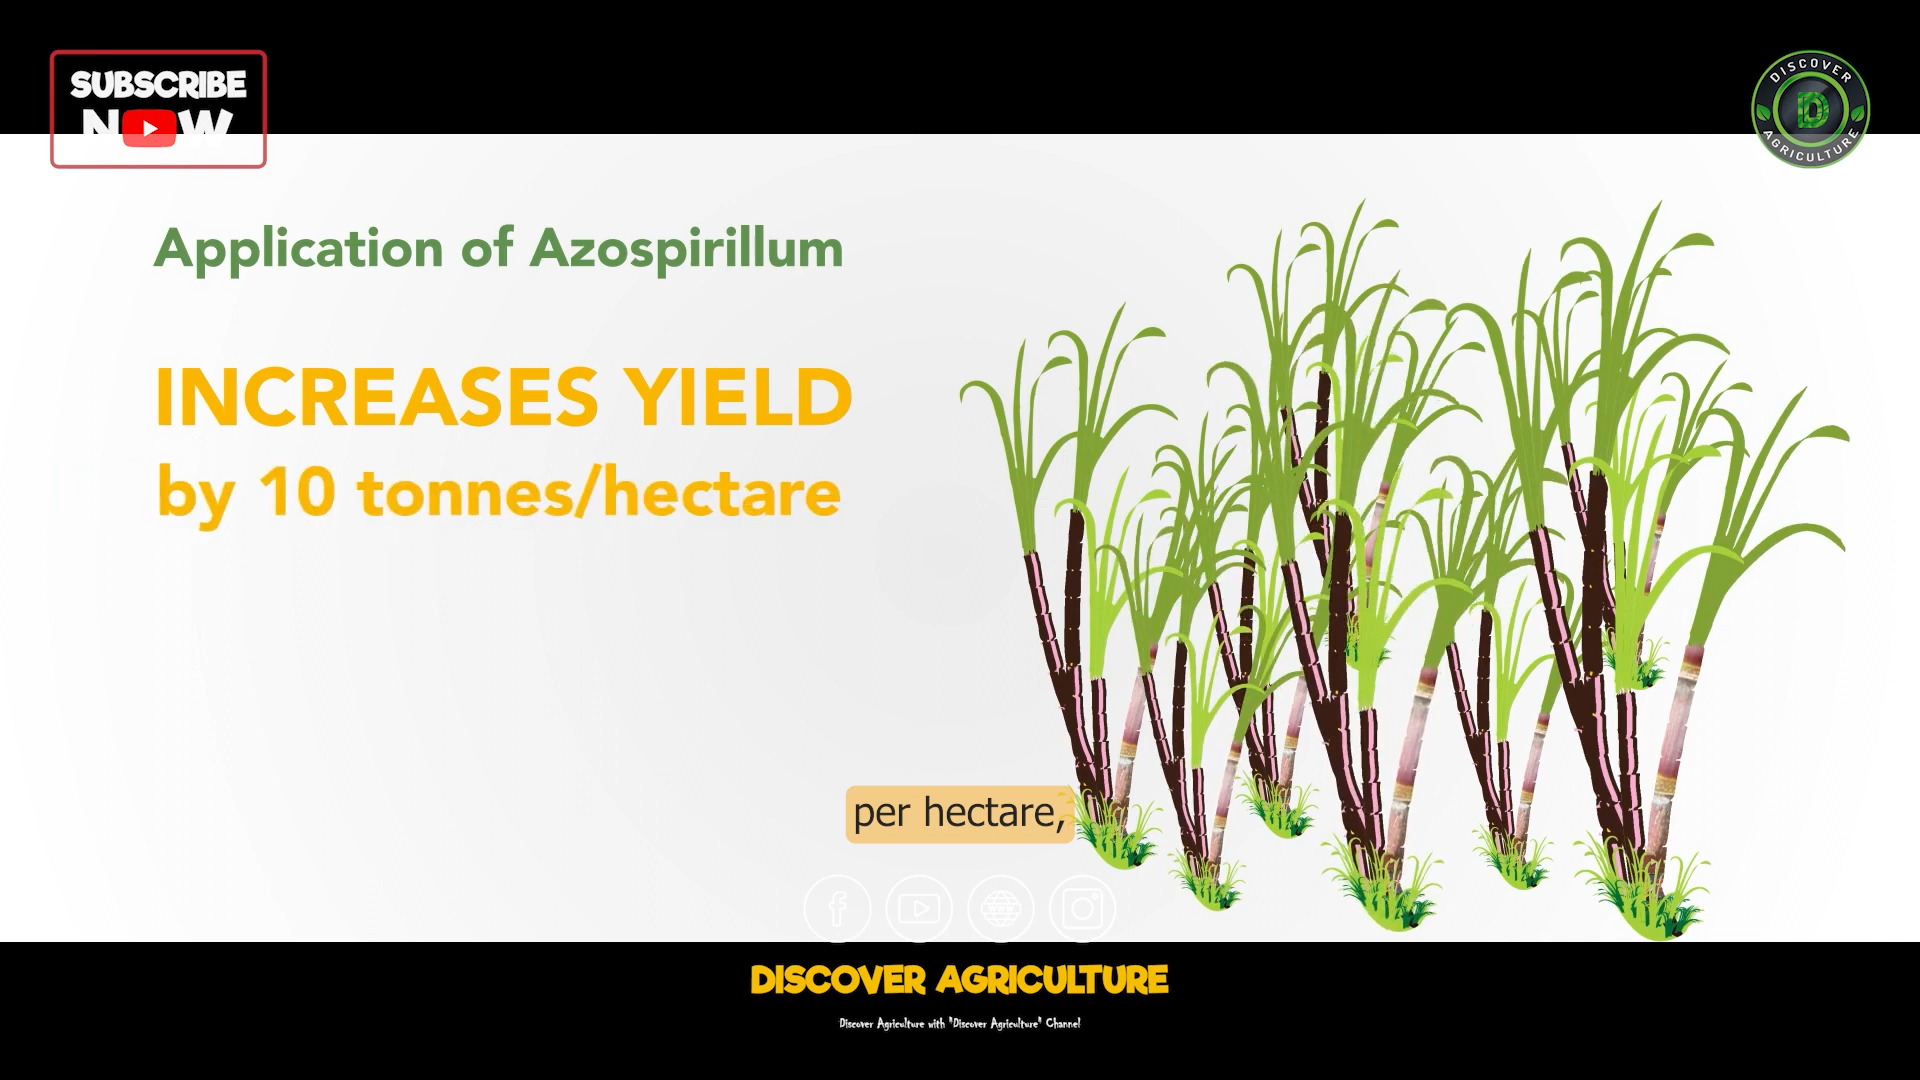 SUBSCRIBE
NOW
DISCOVER
D
AGRICULTURE
Application of Azospirillum
INCREASES YIELD
by 10 tonnes/hectare
per hectare,
DISCOVER AGRICULTURE
Discover Agriculture with "Discover Agriculture" Channel